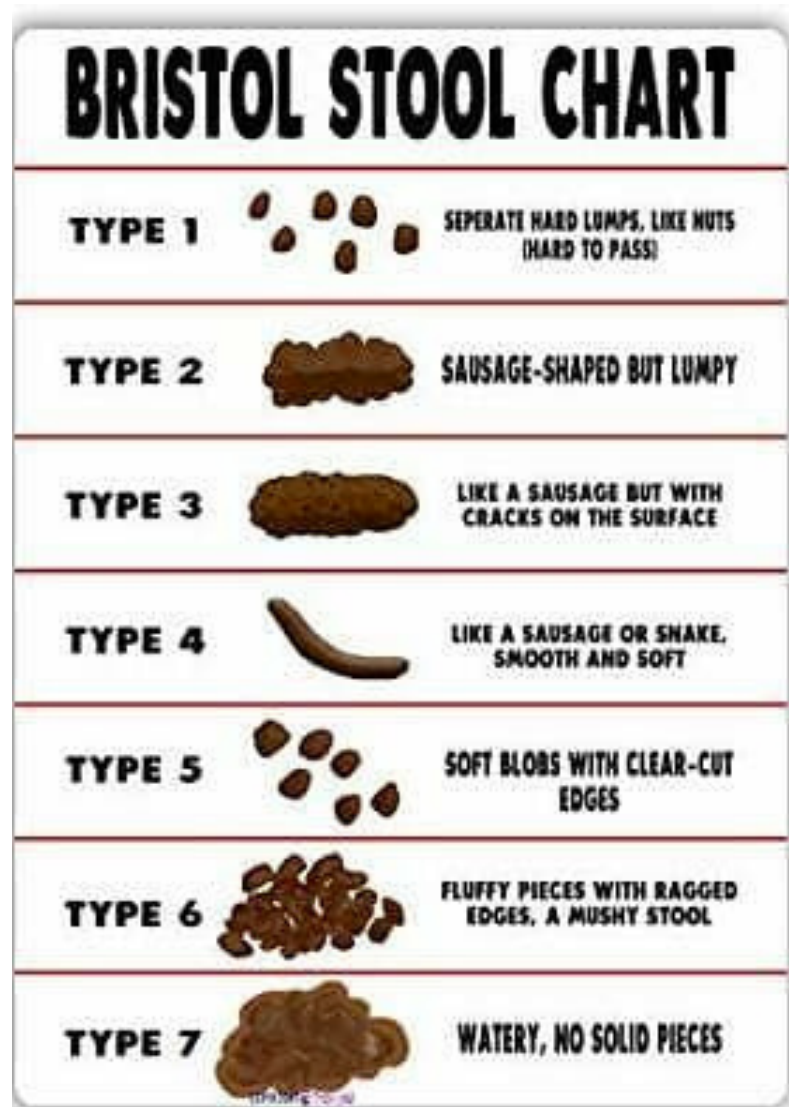 BRISTOL STOOL CHART
TYPE 1
SEPERATE HARD LUMPS, LIKE NUTS
(HARD TO PASS)
TYPE 2
SAUSAGE-SHAPED BUT LUMPY
TYPE 3
LIKE A SAUSAGE BUT WITH
CRACKS ON THE SURFACE
TYPE 4
LIKE A SAUSAGE OR SNAKE,
SMOOTH AND SOFT
TYPE 5
SOFT BLOBS WITH CLEAR-CUT
EDGES
TYPE 6
FLUFFY PIECES WITH RAGGED
EDGES, A MUSHY STOOL
TYPE 7
WATERY, NO SOLID PIECES